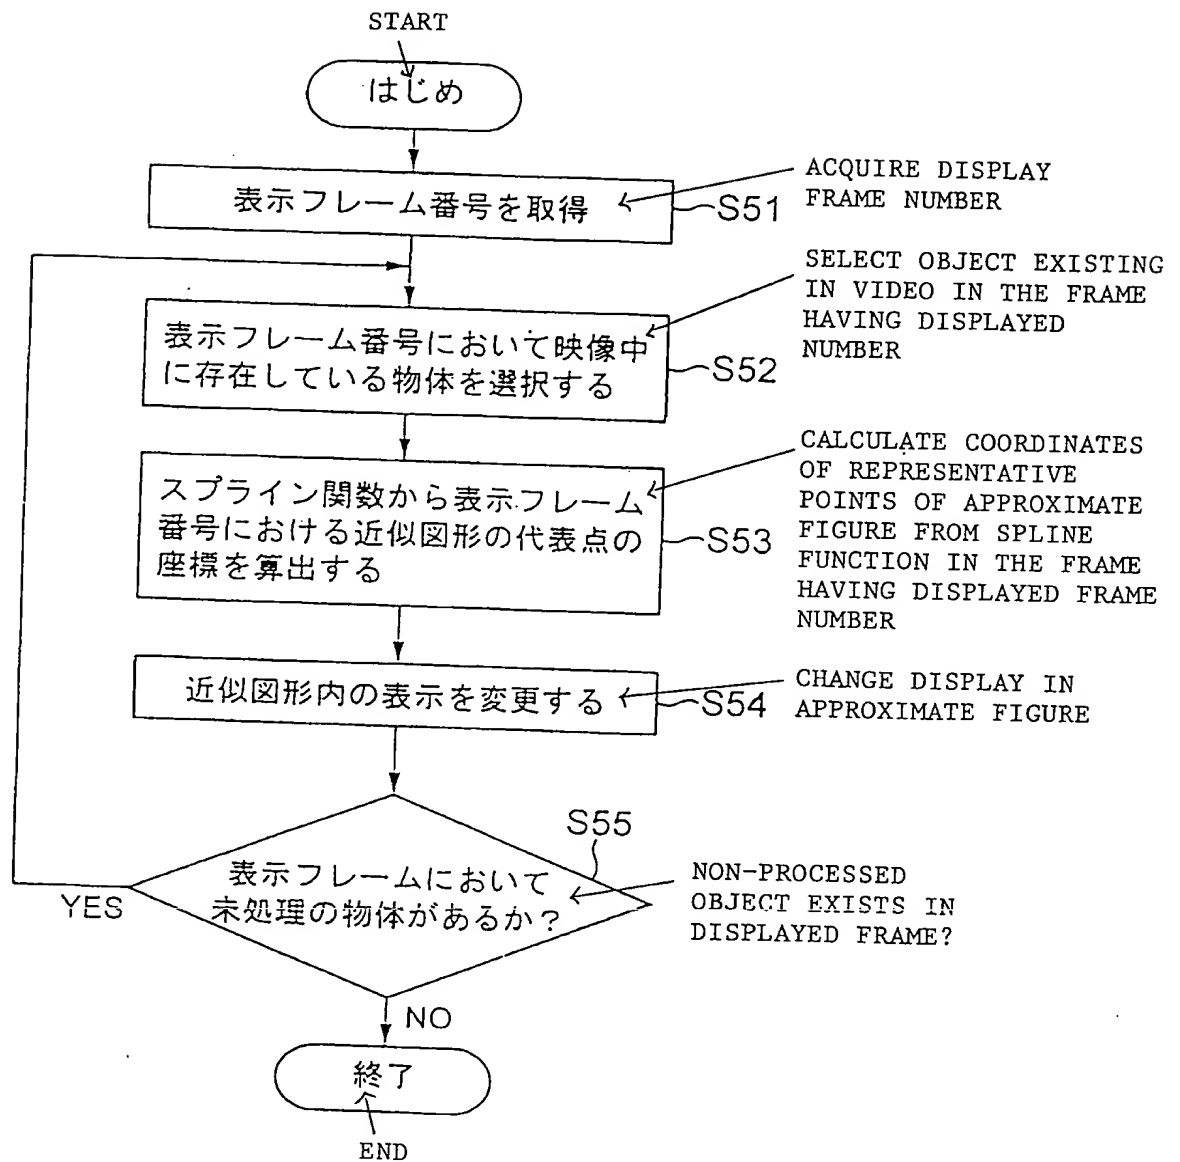 START
はじめ
表示フレーム番号を取得
S51
ACQUIRE DISPLAY
FRAME NUMBER
表示フレーム番号において映像中
に存在している物体を選択する
S52
SELECT OBJECT EXISTING
IN VIDEO IN THE FRAME
HAVING DISPLAYED
NUMBER
スプライン関数から表示フレーム
番号における近似図形の代表点の
座標を算出する
S53
CALCULATE COORDINATES
OF REPRESENTATIVE
POINTS OF APPROXIMATE
FIGURE FROM SPLINE
FUNCTION IN THE FRAME
HAVING DISPLAYED FRAME
NUMBER
近似図形内の表示を変更する
S54
CHANGE DISPLAY IN
APPROXIMATE FIGURE
S55
表示フレームにおいて
未処理の物体があるか？
NON-PROCESSED
OBJECT EXISTS IN
DISPLAYED FRAME?
YES
NO
終了
END